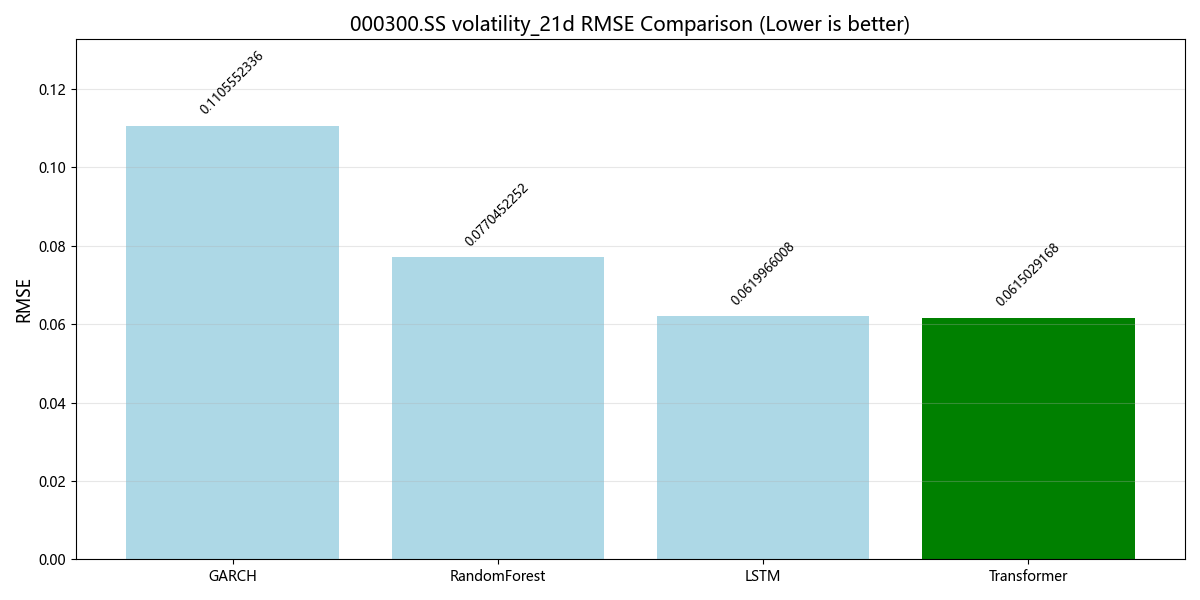 000300.SS volatility_21d RMSE Comparison (Lower is better)
RMSE
0.12
0.10
0.08
0.06
0.04
0.02
0.00
0.1105552336
0.0770452252
0.0619966008
0.0615029168
GARCH
RandomForest
LSTM
Transformer